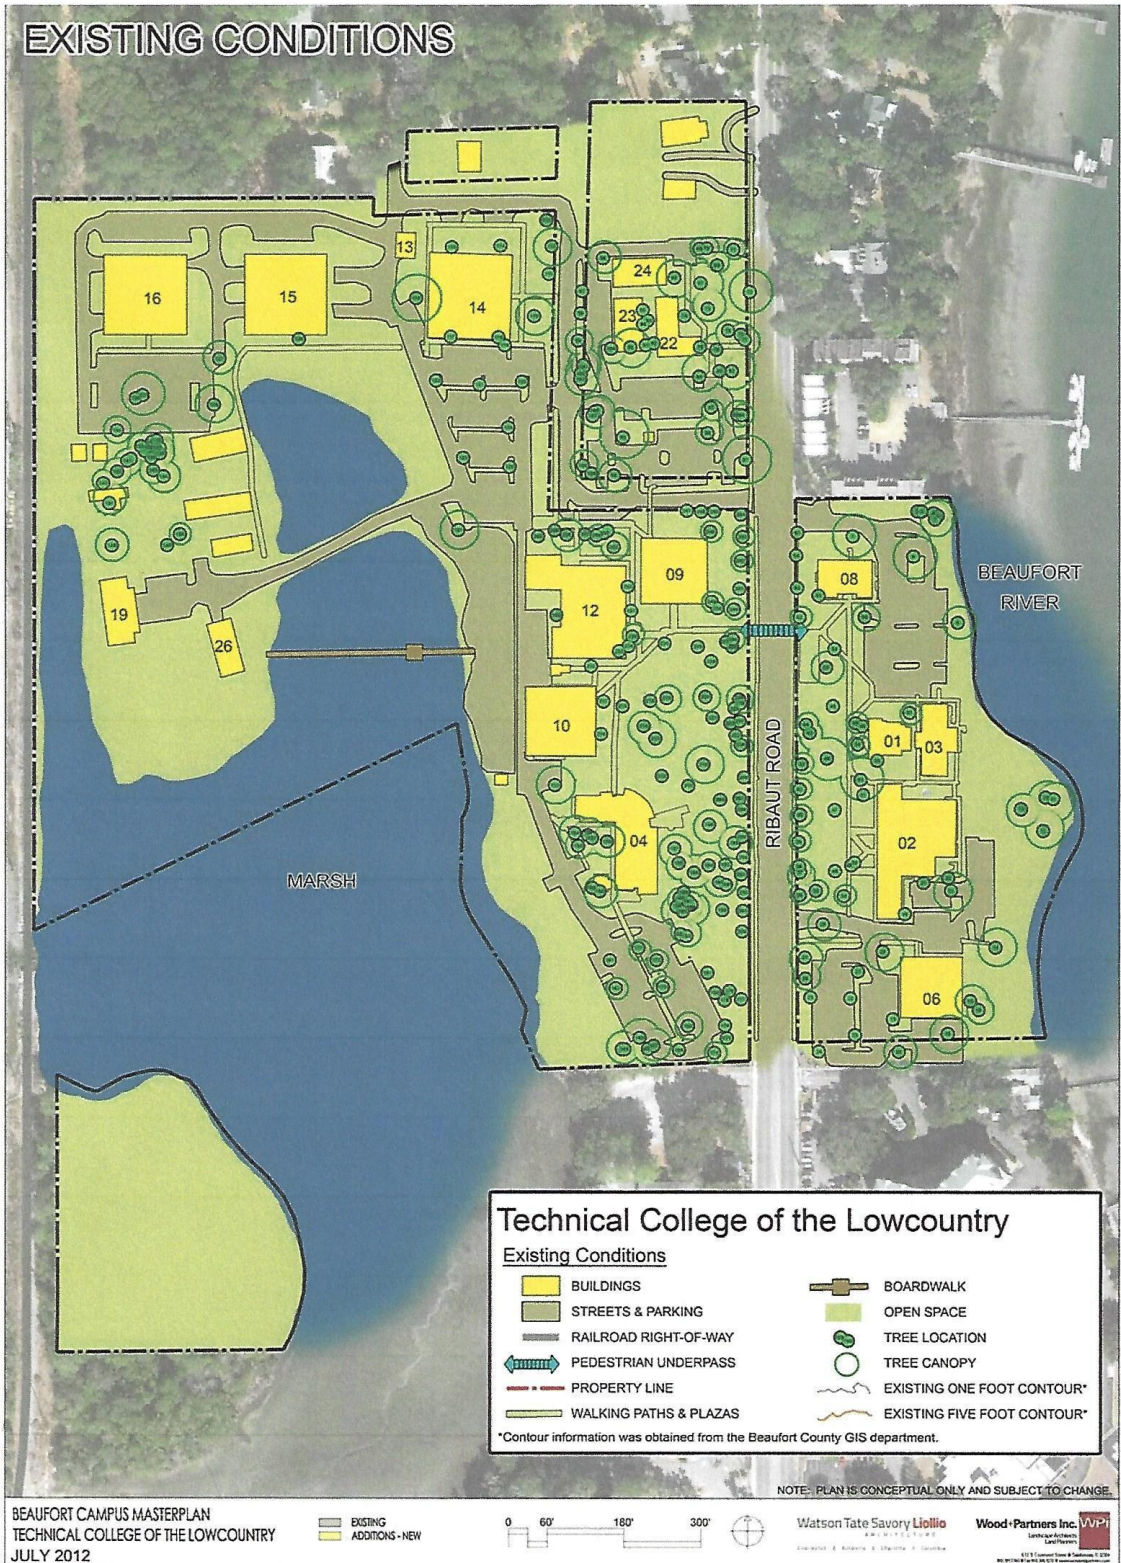 EXISTING CONDITIONS
13
16
15
14
24
23
22
09
12
08
BEAUFORT
RIVER
19
26
10
01
03
RIBAUT ROAD
04
02
MARSH
06
Technical College of the Lowcountry
Existing Conditions
BUILDINGS
STREETS & PARKING
RAILROAD RIGHT-OF-WAY
PEDESTRIAN UNDERPASS
PROPERTY LINE
WALKING PATHS & PLAZAS
BOARDWALK
OPEN SPACE
TREE LOCATION
TREE CANOPY
EXISTING ONE FOOT CONTOUR*
EXISTING FIVE FOOT CONTOUR*
*Contour information was obtained from the Beaufort County GIS department.
NOTE: PLAN IS CONCEPTUAL ONLY AND SUBJECT TO CHANGE.
BEAUFORT CAMPUS MASTERPLAN
TECHNICAL COLLEGE OF THE LOWCOUNTRY
JULY 2012
EXISTING
ADDITIONS - NEW
0 60' 180' 300'
Watson Tate Savory Liollio
ARCHITECTURE
Wood+Partners Inc.
Landscape Architects
Land Planners
WPi